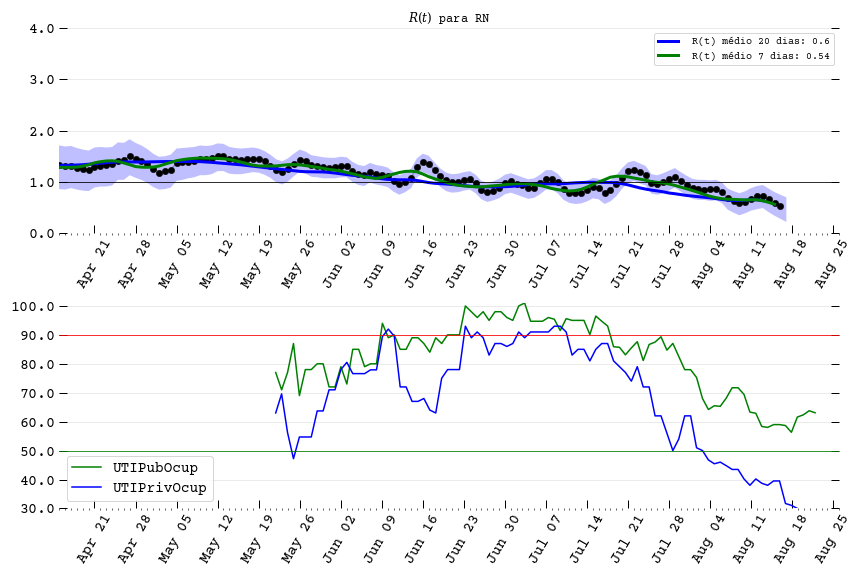 R(t) para RN
4.0
3.0
2.0
1.0
0.0
R(t) médio 20 dias: 0.6
R(t) médio 7 dias: 0.54
Apr 21
Apr 28
May 05
May 12
May 19
May 26
Jun 02
Jun 09
Jun 16
Jun 23
Jun 30
Jul 07
Jul 14
Jul 21
Jul 28
Aug 04
Aug 11
Aug 18
Aug 25
100.0
90.0
80.0
70.0
60.0
50.0
40.0
30.0
UTIPubOcup
UTIPrivOcup
Apr 21
Apr 28
May 05
May 12
May 19
May 26
Jun 02
Jun 09
Jun 16
Jun 23
Jun 30
Jul 07
Jul 14
Jul 21
Jul 28
Aug 04
Aug 11
Aug 18
Aug 25